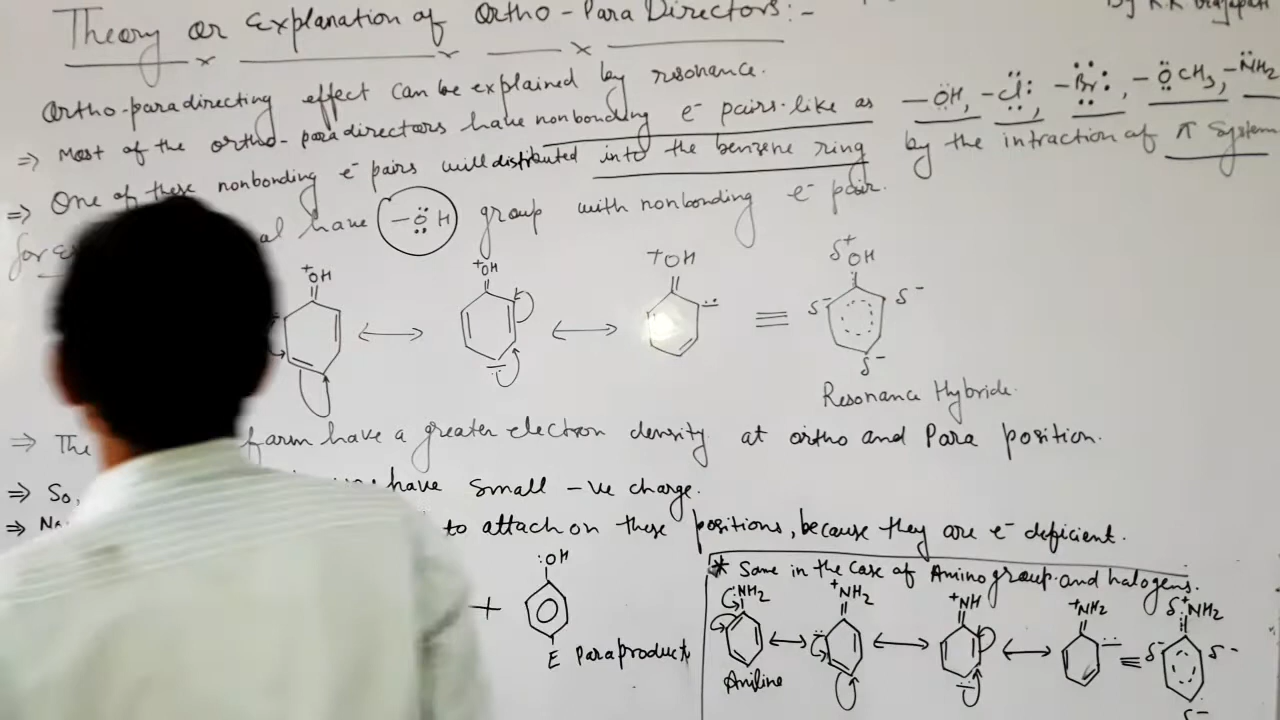 Theory or Explanation of Ortho-Para Directors:-
By K.K.
Ortho-paradirecting effect can be explained by resonance.
⇒ Most of the ortho-paradirectors have nonbonding e⁻ pairs like as —ÖH, —Cl, —Br, —ÖCH₃, —N̈H₂
⇒ One of these nonbonding e⁻ pairs will distributed into the benzene ring by the intraction of π System
for have —ÖH group with nonbonding e⁻ pair.
+OH +OH +OH δ+OH
δ⁻ δ⁻
δ⁻
Resonance Hybride.
⇒ The farm have a greater electron density at ortho and Para position.
⇒ So, have small -ve charge.
⇒ to attach on these positions, because they are e⁻ deficient.
:OH
+
E Paraproduct
* Same in the case of Amino group and halogens.
:NH₂ +NH₂ +NH +NH₂ δ+NH₂
≡ δ⁻ δ⁻
δ⁻
Aniline